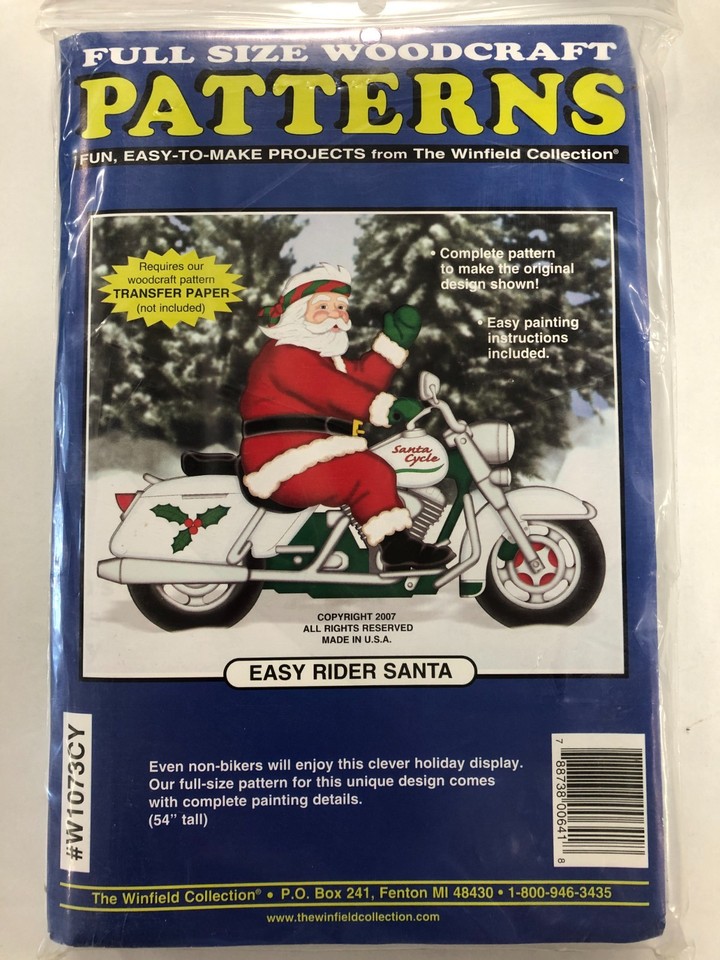 FULL SIZE WOODCRAFT
PATTERNS
FUN, EASY-TO-MAKE PROJECTS from The Winfield Collection®
Requires our
woodcraft pattern
TRANSFER PAPER
(not included)
• Complete pattern
to make the original
design shown!
• Easy painting
instructions
included.
Santa
Cycle
COPYRIGHT 2007
ALL RIGHTS RESERVED
MADE IN U.S.A.
EASY RIDER SANTA
#W1073CY
Even non-bikers will enjoy this clever holiday display.
Our full-size pattern for this unique design comes
with complete painting details.
(54” tall)
7 88738 00641 8
The Winfield Collection® • P.O. Box 241, Fenton MI 48430 • 1-800-946-3435
www.thewinfieldcollection.com